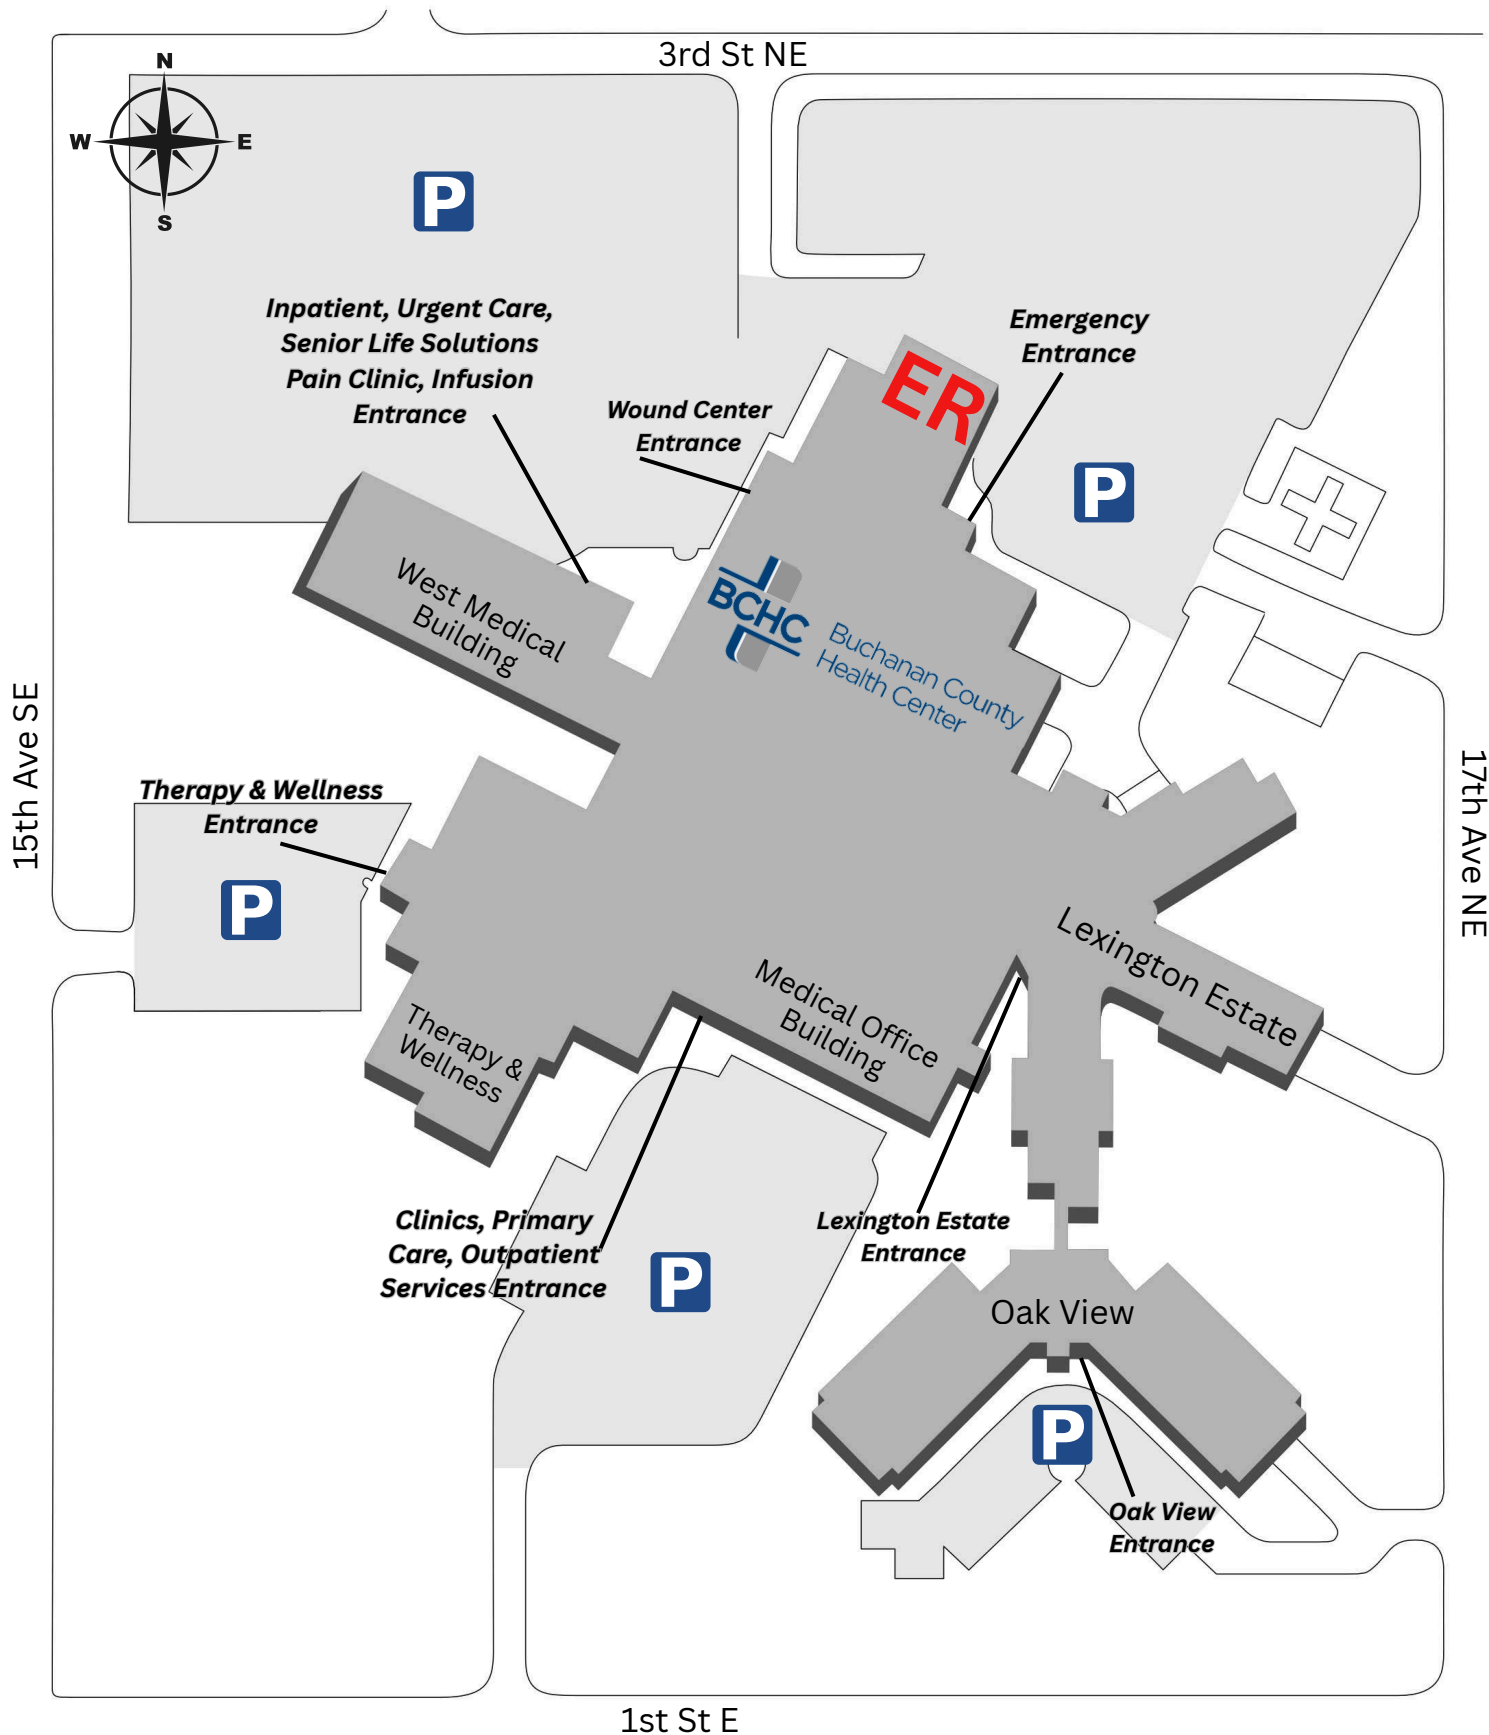 3rd St NE
N
W
E
S
P
Inpatient, Urgent Care,
Senior Life Solutions
Pain Clinic, Infusion
Entrance
Wound Center
Entrance
ER
Emergency
Entrance
P
West Medical
Building
BCHC
Buchanan County
Health Center
15th Ave SE
17th Ave NE
Therapy & Wellness
Entrance
P
Lexington Estate
Medical Office
Building
Therapy &
Wellness
Clinics, Primary
Care, Outpatient
Services Entrance
P
Lexington Estate
Entrance
Oak View
P
Oak View
Entrance
1st St E